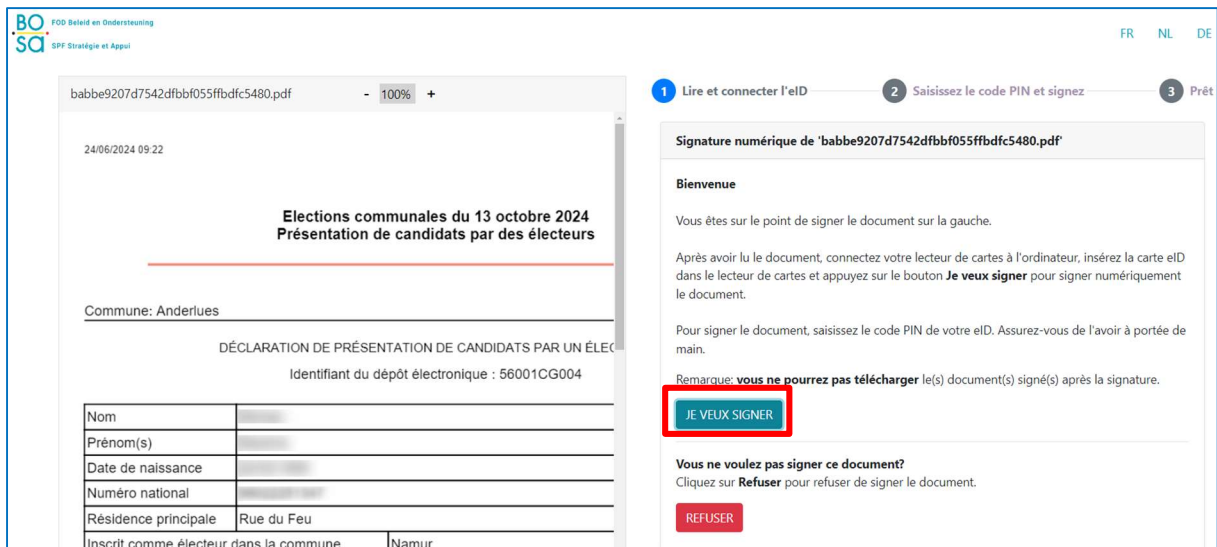 BOSA
FOD Beleid en Ondersteuning
SPF Stratégie et Appui
FR NL DE
babbe9207d7542dfbbf055ffbdfc5480.pdf - 100% +
24/06/2024 09:22
Elections communales du 13 octobre 2024
Présentation de candidats par des électeurs
Commune: Anderlues
DÉCLARATION DE PRÉSENTATION DE CANDIDATS PAR UN ÉLEC
Identifiant du dépôt électronique : 56001CG004
Nom
Prénom(s)
Date de naissance
Numéro national
Résidence principale Rue du Feu
Inscrit comme électeur dans la commune Namur
1 Lire et connecter l'eID 2 Saisissez le code PIN et signez 3 Prêt
Signature numérique de 'babbe9207d7542dfbbf055ffbdfc5480.pdf'
Bienvenue
Vous êtes sur le point de signer le document sur la gauche.
Après avoir lu le document, connectez votre lecteur de cartes à l'ordinateur, insérez la carte eID
dans le lecteur de cartes et appuyez sur le bouton Je veux signer pour signer numériquement
le document.
Pour signer le document, saisissez le code PIN de votre eID. Assurez-vous de l'avoir à portée de
main.
Remarque: vous ne pourrez pas télécharger le(s) document(s) signé(s) après la signature.
JE VEUX SIGNER
Vous ne voulez pas signer ce document?
Cliquez sur Refuser pour refuser de signer le document.
REFUSER